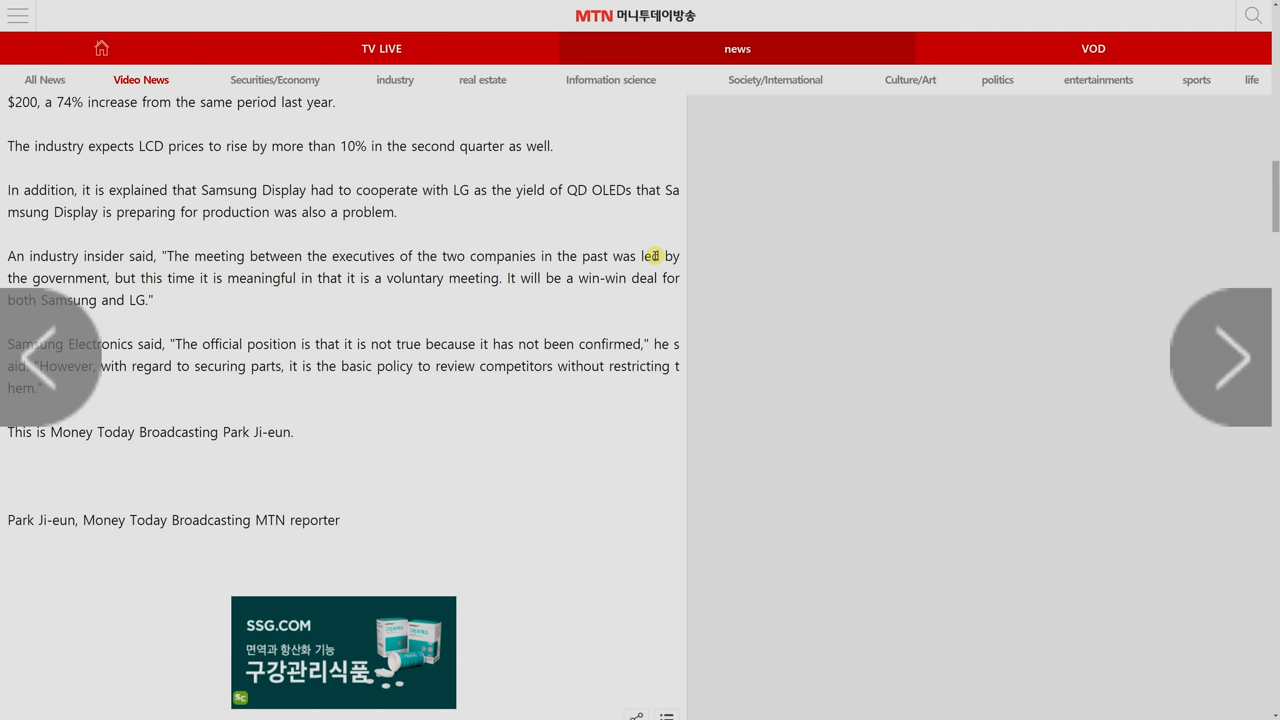 MTN 머니투데이방송
TV LIVE
news
VOD
All News
Video News
Securities/Economy
industry
real estate
Information science
Society/International
Culture/Art
politics
entertainments
sports
life
$200, a 74% increase from the same period last year.
The industry expects LCD prices to rise by more than 10% in the second quarter as well.
In addition, it is explained that Samsung Display had to cooperate with LG as the yield of QD OLEDs that Sa
msung Display is preparing for production was also a problem.
An industry insider said, "The meeting between the executives of the two companies in the past was led by
the government, but this time it is meaningful in that it is a voluntary meeting. It will be a win-win deal for
both Samsung and LG."
Samsung Electronics said, "The official position is that it is not true because it has not been confirmed," he s
aid. "However, with regard to securing parts, it is the basic policy to review competitors without restricting t
hem."
This is Money Today Broadcasting Park Ji-eun.
Park Ji-eun, Money Today Broadcasting MTN reporter
SSG.COM
면역과 항산화 기능
구강관리식품
sc